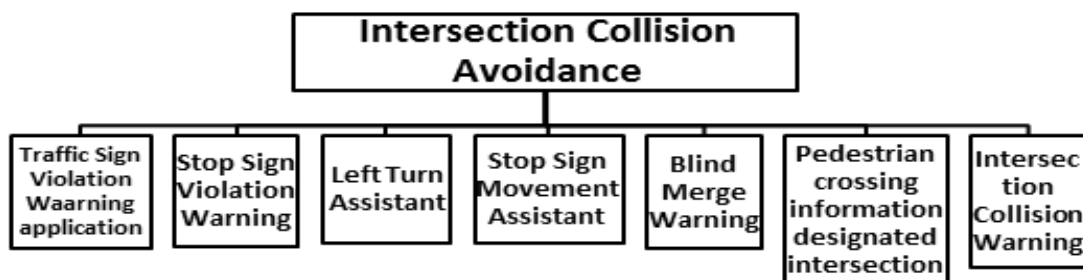 Intersection Collision
Avoidance
Traffic Sign
Violation
Waarning
application
Stop Sign
Violation
Warning
Left Turn
Assistant
Stop Sign
Movement
Assistant
Blind
Merge
Warning
Pedestrian
crossing
information
designated
intersection
Intersec
tion
Collision
Warning